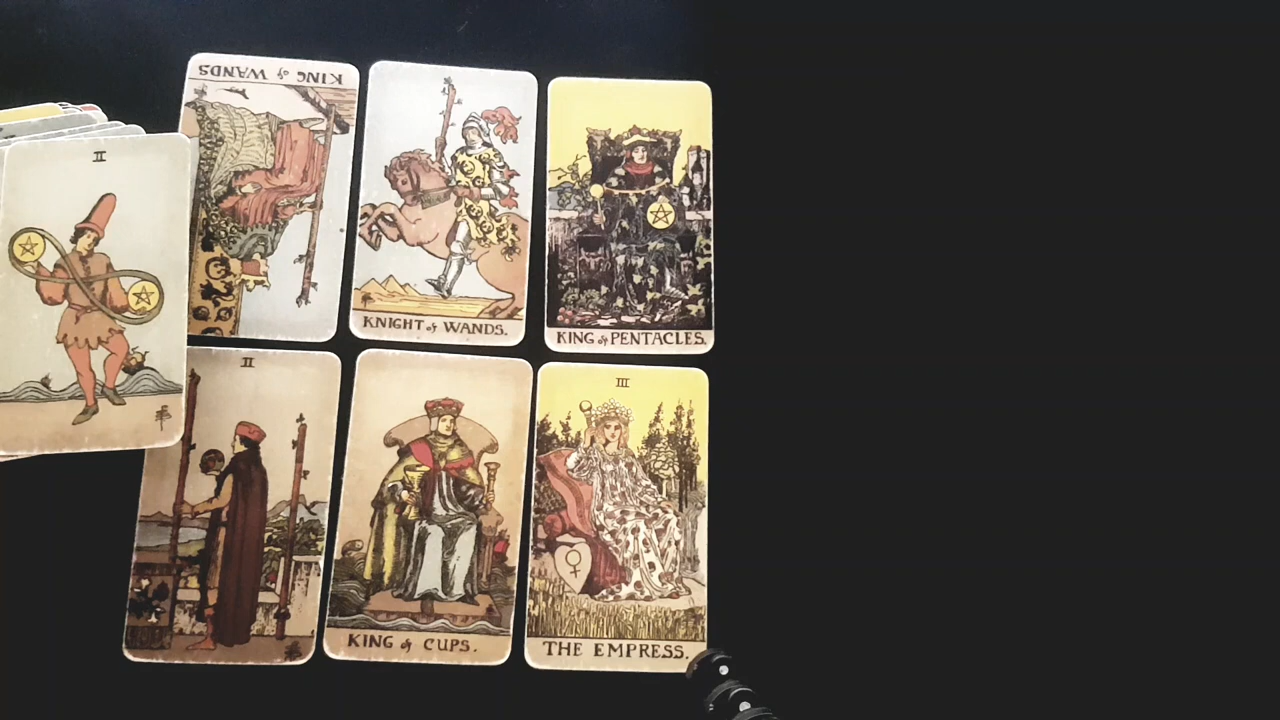 KING of WANDS
KNIGHT of WANDS.
KING of PENTACLES.
II
II
KING of CUPS.
III
THE EMPRESS.